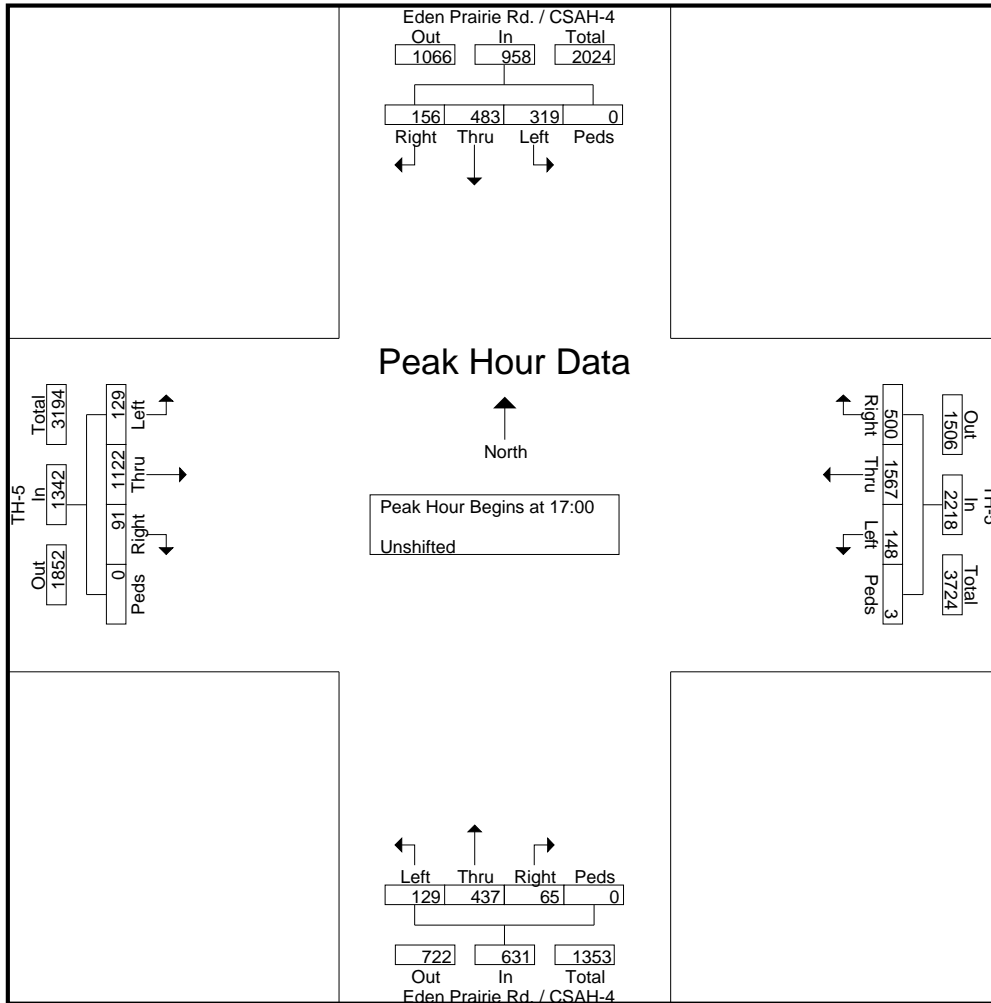 Eden Prairie Rd. / CSAH-4
Out In Total
1066 958 2024
156 483 319 0
Right Thru Left Peds
Peak Hour Data
North
Peak Hour Begins at 17:00
Unshifted
TH-5
Total In Out
3194 1342 1852
129 1122 91 0
Left Thru Right Peds
Right Thru Left Peds
500 1567 148 3
Out In Total
1506 2218 3724
TH-5
Left Thru Right Peds
129 437 65 0
722 631 1353
Out In Total
Eden Prairie Rd. / CSAH-4